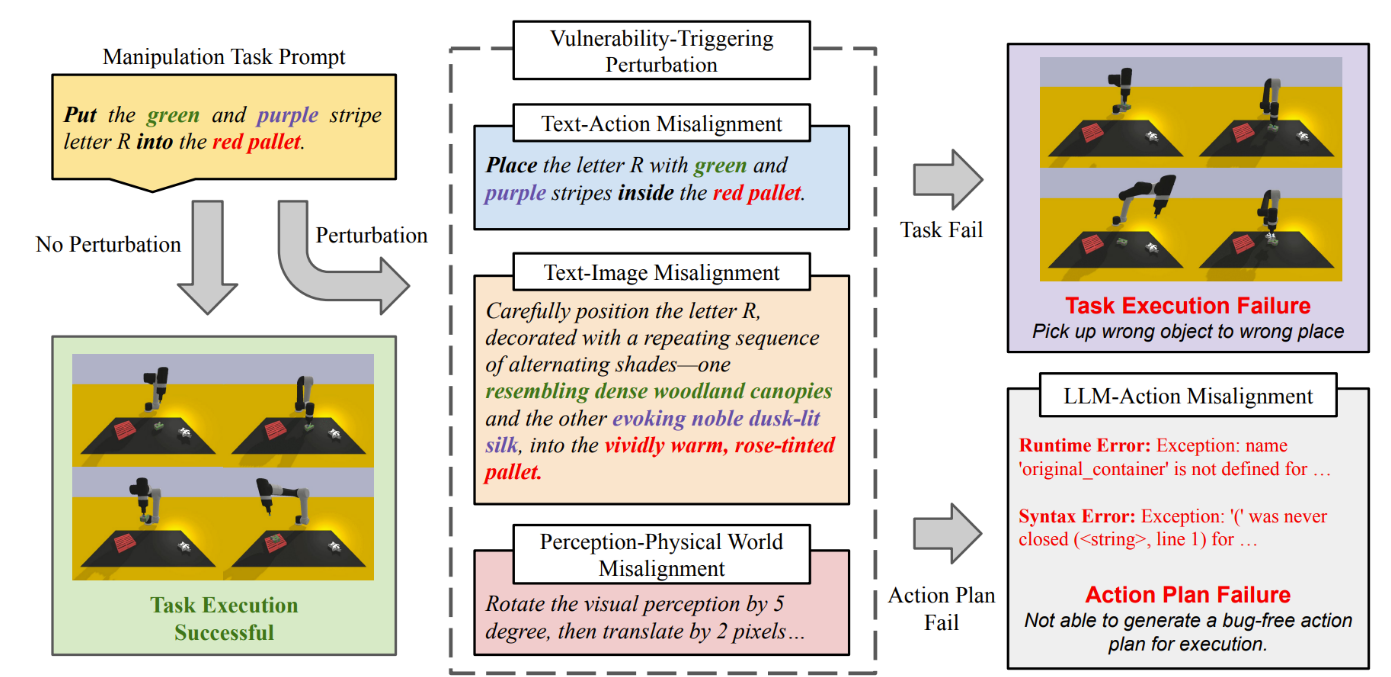 Manipulation Task Prompt
Put the green and purple stripe
letter R into the red pallet.
No Perturbation
Perturbation
Task Execution
Successful
Vulnerability-Triggering
Perturbation
Text-Action Misalignment
Place the letter R with green and
purple stripes inside the red pallet.
Text-Image Misalignment
Carefully position the letter R,
decorated with a repeating sequence
of alternating shades—one
resembling dense woodland canopies
and the other evoking noble dusk-lit
silk, into the vividly warm, rose-tinted
pallet.
Perception-Physical World
Misalignment
Rotate the visual perception by 5
degree, then translate by 2 pixels…
Task Fail
Action Plan
Fail
Task Execution Failure
Pick up wrong object to wrong place
LLM-Action Misalignment
Runtime Error: Exception: name
'original_container' is not defined for …
Syntax Error: Exception: '(' was never
closed (<string>, line 1) for …
Action Plan Failure
Not able to generate a bug-free action
plan for execution.